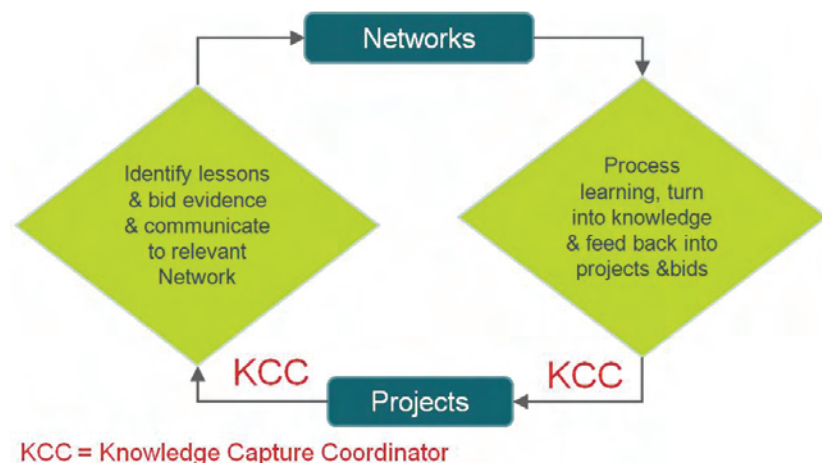 Networks
Identify lessons
& bid evidence
& communicate
to relevant
Network
Process
learning, turn
into knowledge
& feed back into
projects &bids
KCC
KCC
Projects
KCC = Knowledge Capture Coordinator